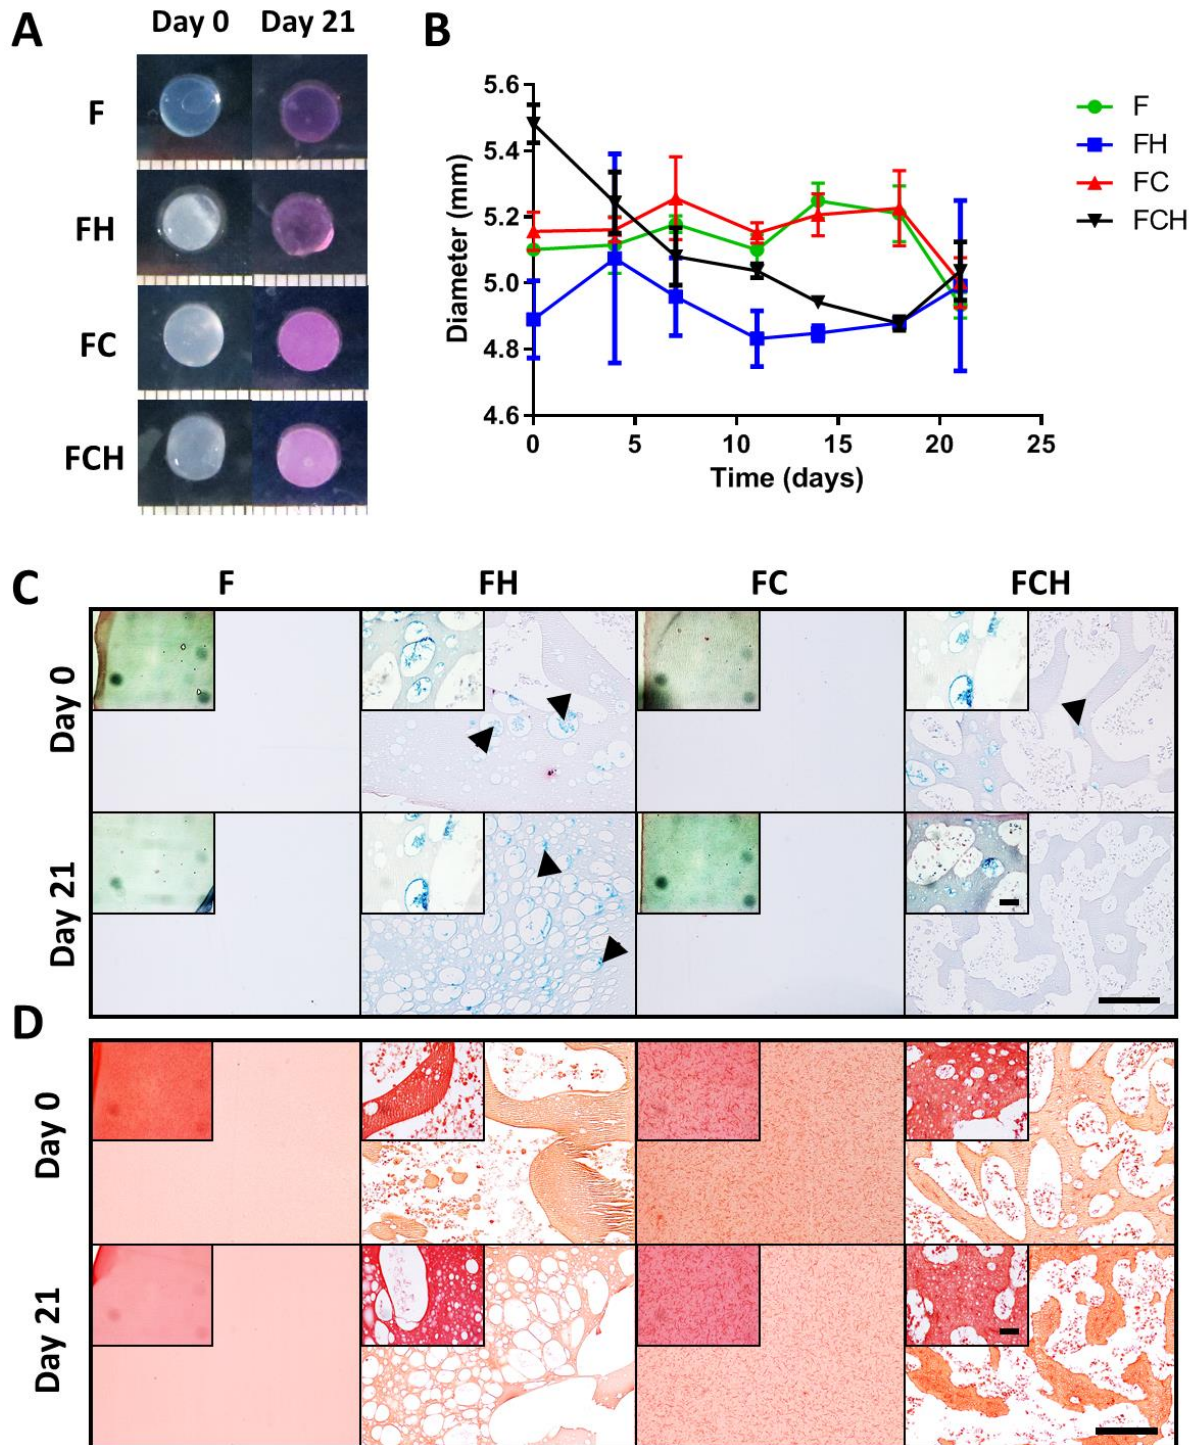 A
Day 0 Day 21
F
FH
FC
FCH
B
5.6
5.4
5.2
5.0
4.8
4.6
Diameter (mm)
0 5 10 15 20 25
Time (days)
F
FH
FC
FCH
C
F FH FC FCH
Day 0
Day 21
D
Day 0
Day 21